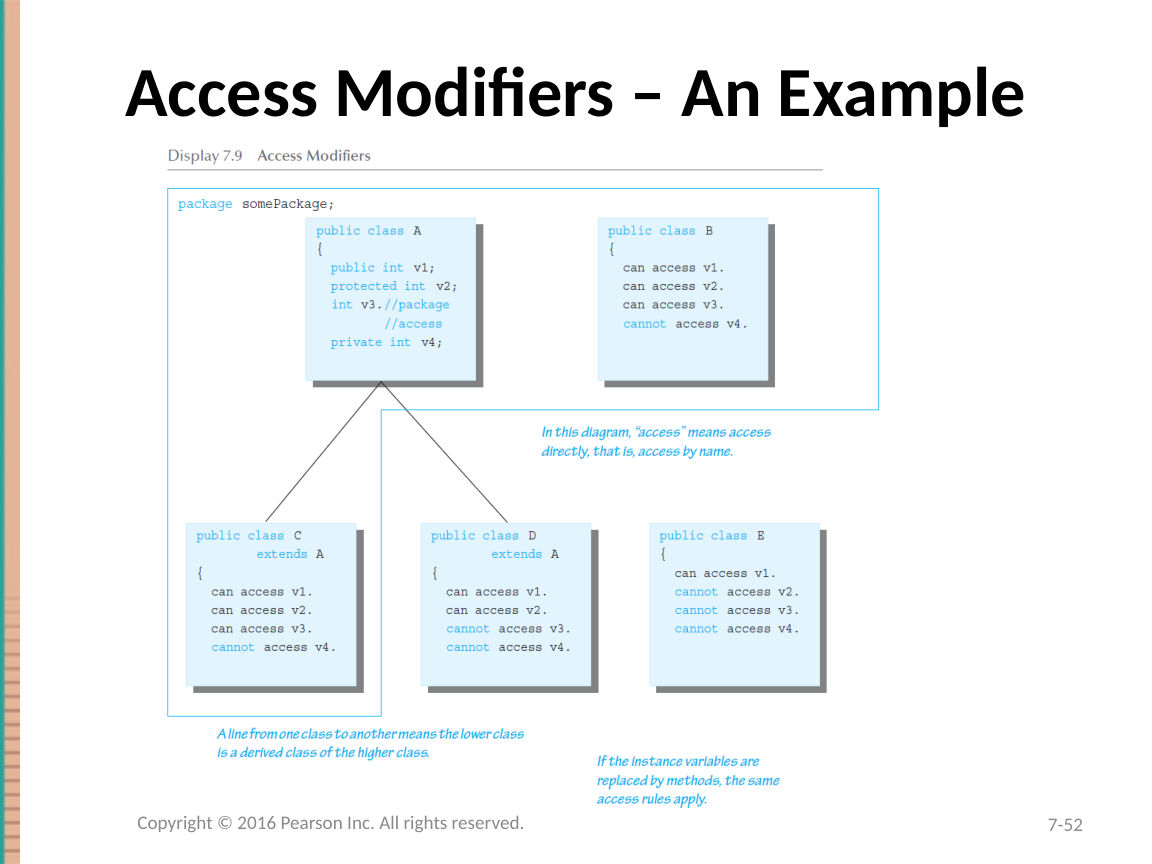 Access Modifiers – An Example
Display 7.9 Access Modifiers
package somePackage;
public class A
{
public int v1;
protected int v2;
int v3.//package
//access
private int v4;
public class B
{
can access v1.
can access v2.
can access v3.
cannot access v4.
In this diagram, “access” means access
directly, that is, access by name.
public class C
extends A
{
can access v1.
can access v2.
can access v3.
cannot access v4.
public class D
extends A
{
can access v1.
can access v2.
cannot access v3.
cannot access v4.
public class E
{
can access v1.
cannot access v2.
cannot access v3.
cannot access v4.
A line from one class to another means the lower class
is a derived class of the higher class.
If the instance variables are
replaced by methods, the same
access rules apply.
Copyright © 2016 Pearson Inc. All rights reserved.
7-52